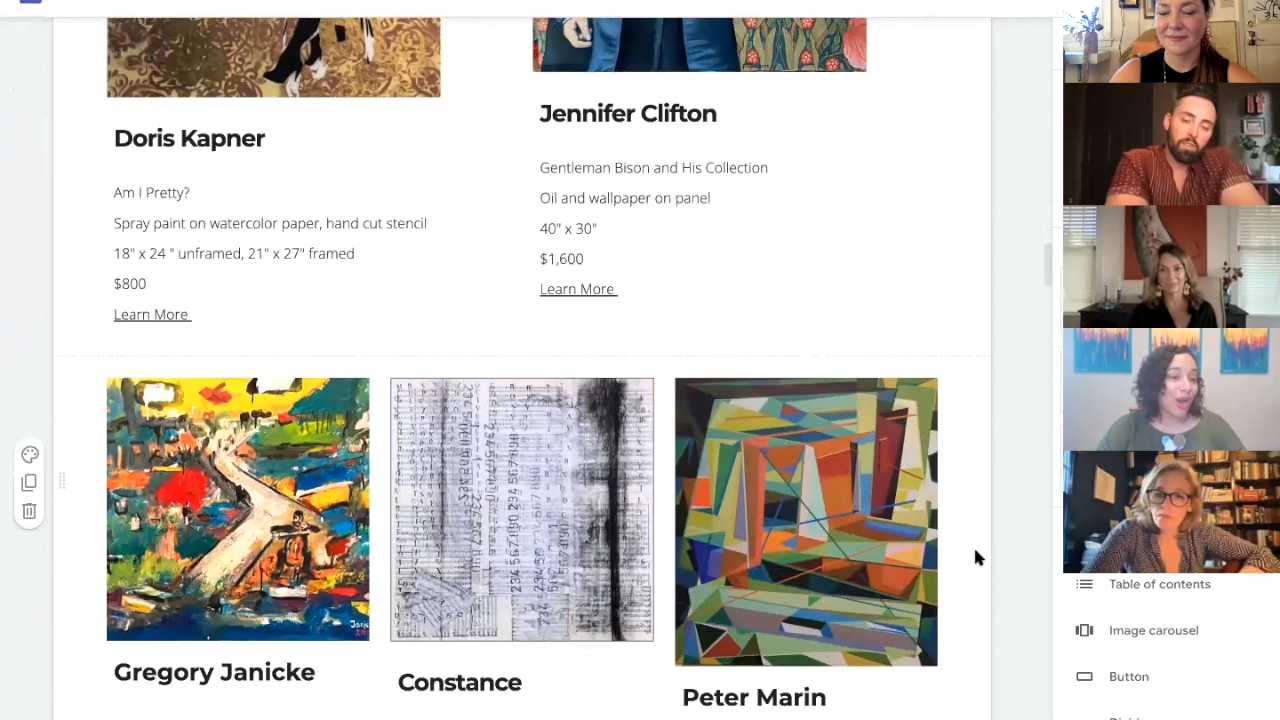 Doris Kapner
Am I Pretty?
Spray paint on watercolor paper, hand cut stencil
18" x 24 " unframed, 21" x 27" framed
$800
Learn More
Jennifer Clifton
Gentleman Bison and His Collection
Oil and wallpaper on panel
40" x 30"
$1,600
Learn More
Gregory Janicke
Constance
Peter Marin
Table of contents
Image carousel
Button